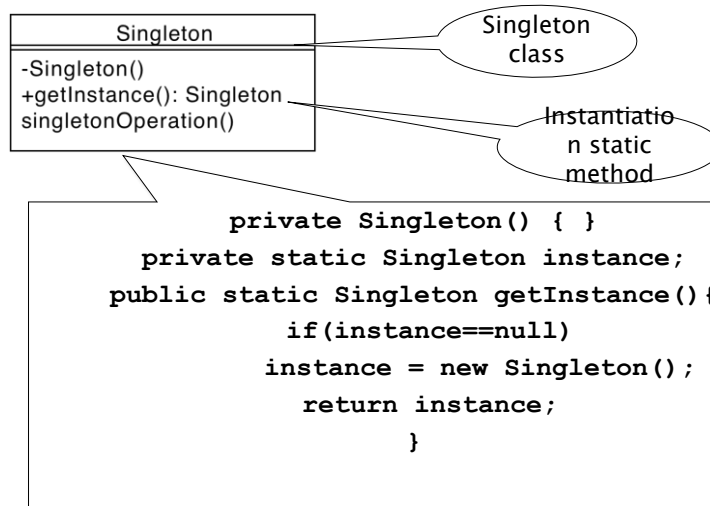 Singleton
-Singleton()
+getInstance(): Singleton
singletonOperation()
Singleton
class
Instantiatio
n static
method
private Singleton() { }
private static Singleton instance;
public static Singleton getInstance(){
if(instance==null)
instance = new Singleton();
return instance;
}